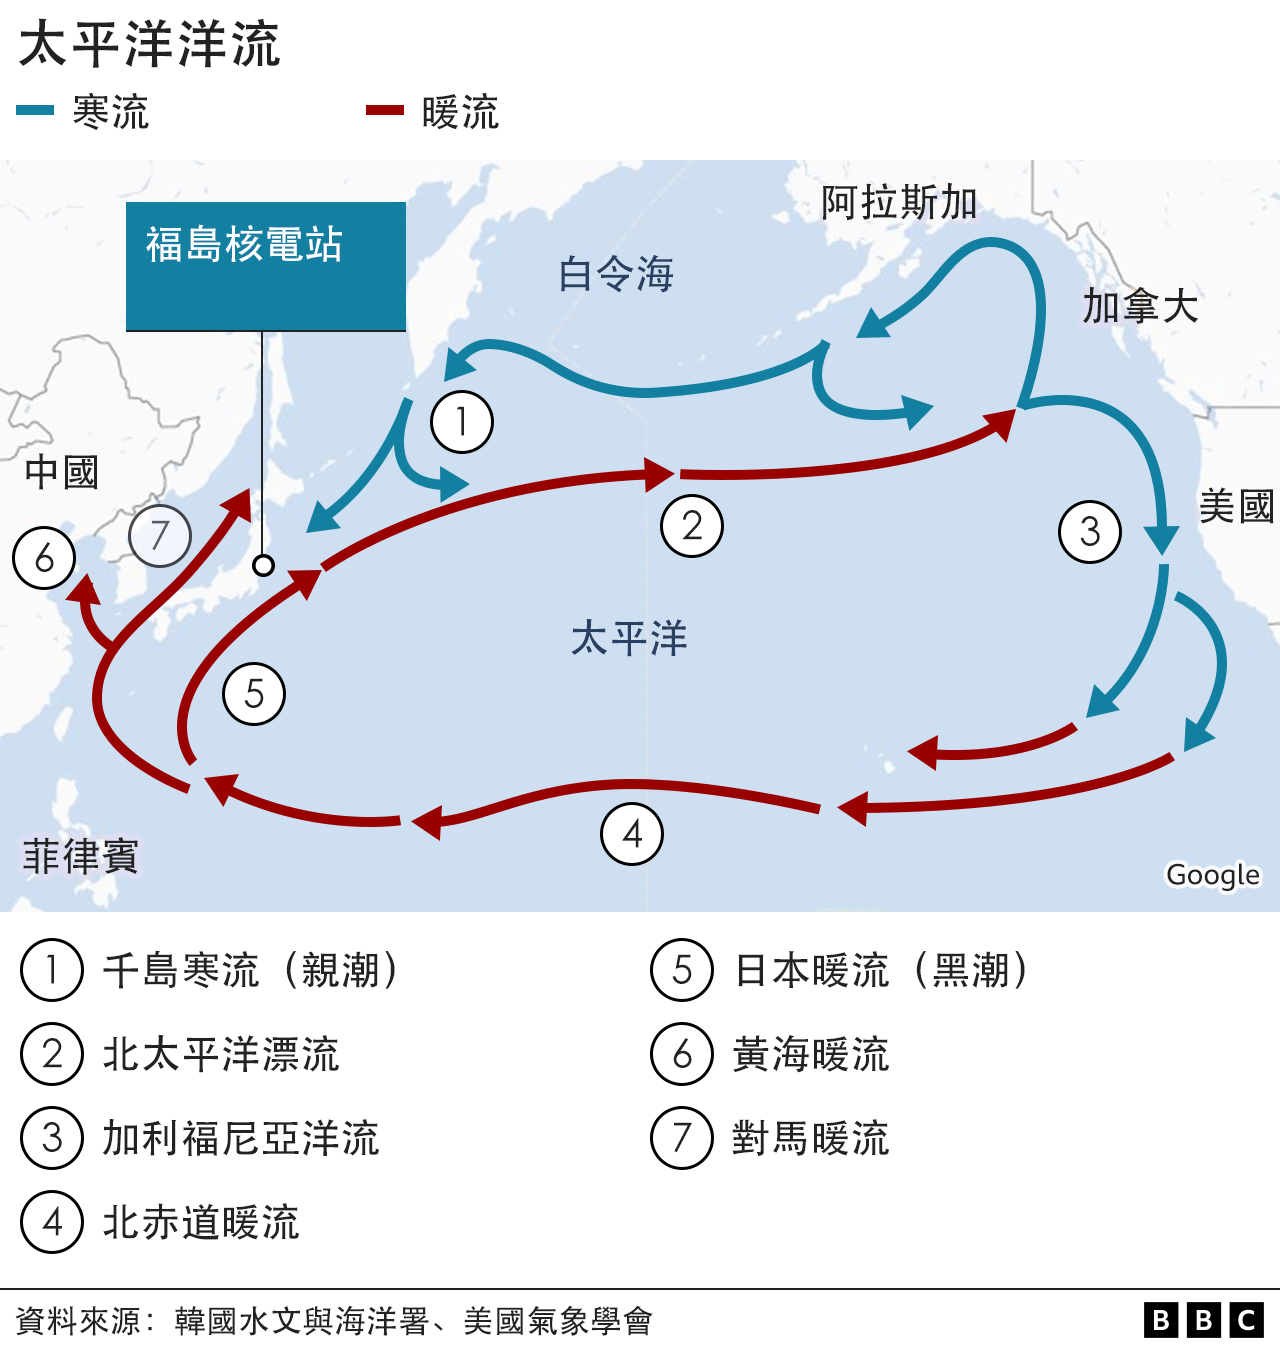 太平洋洋流
寒流
暖流
阿拉斯加
福島核電站
白令海
加拿大
1
中國
美國
7
2
3
6
太平洋
5
4
菲律賓
Google
1 千島寒流（親潮）
5 日本暖流（黑潮）
2 北太平洋漂流
6 黃海暖流
3 加利福尼亞洋流
7 對馬暖流
4 北赤道暖流
資料來源：韓國水文與海洋署、美國氣象學會
BBC